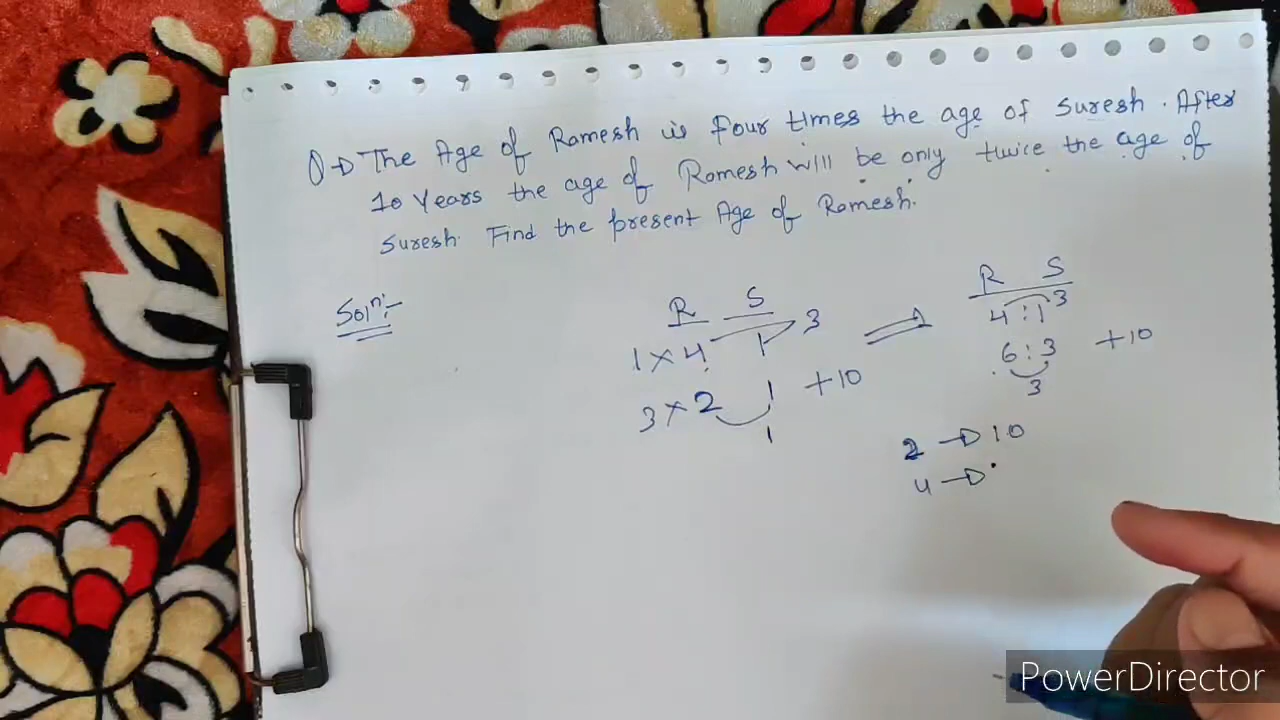 Q→ The Age of Ramesh is Four times the age of Suresh. After
10 Years the age of Romesh will be only twice the age of
Suresh. Find the present Age of Romesh.
Solⁿ:-
R S
1×4 1 3
3×2 1 +10
1
⇒
R S
4:1 3
6:3 +10
3
2 → 10
4 →
PowerDirector